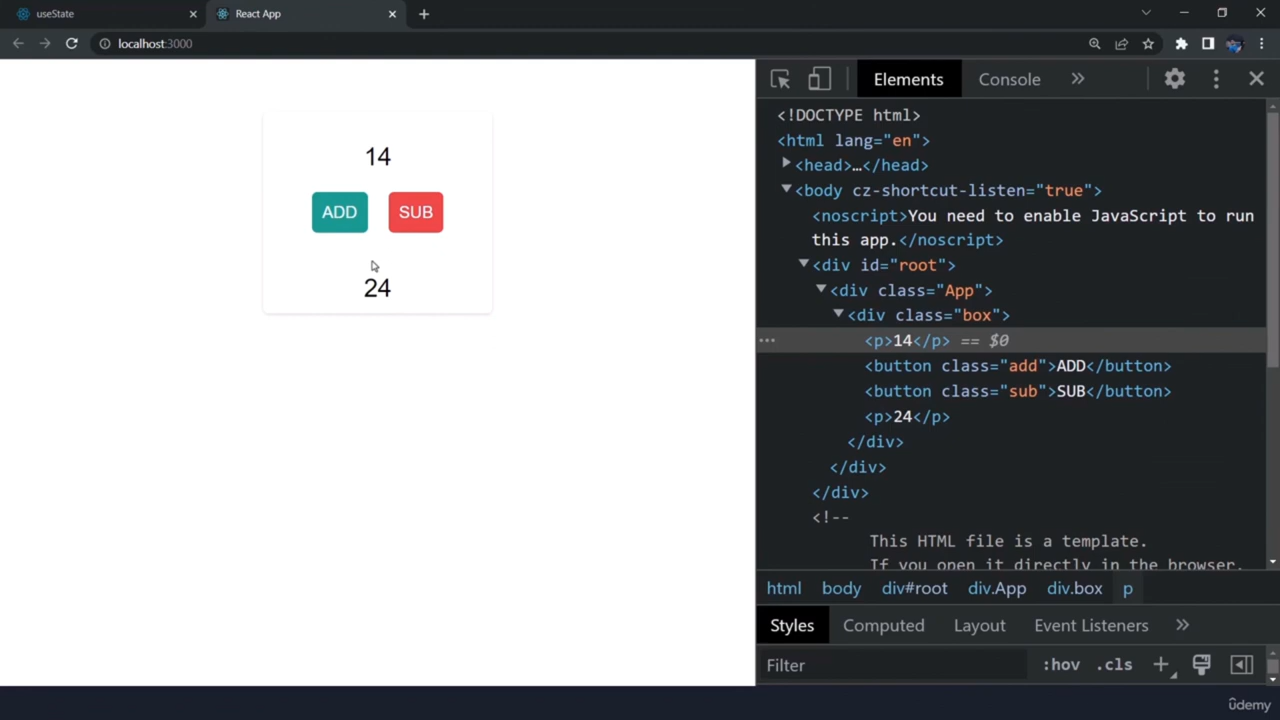 useState
React App
localhost:3000
14
ADD SUB
24
Elements Console
<!DOCTYPE html>
<html lang="en">
<head>…</head>
<body cz-shortcut-listen="true">
<noscript>You need to enable JavaScript to run
this app.</noscript>
<div id="root">
<div class="App">
<div class="box">
<p>14</p> == $0
<button class="add">ADD</button>
<button class="sub">SUB</button>
<p>24</p>
</div>
</div>
</div>
<!--
This HTML file is a template.
If you open it directly in the browser,
html body div#root div.App div.box p
Styles Computed Layout Event Listeners
Filter :hov .cls
ûdemy